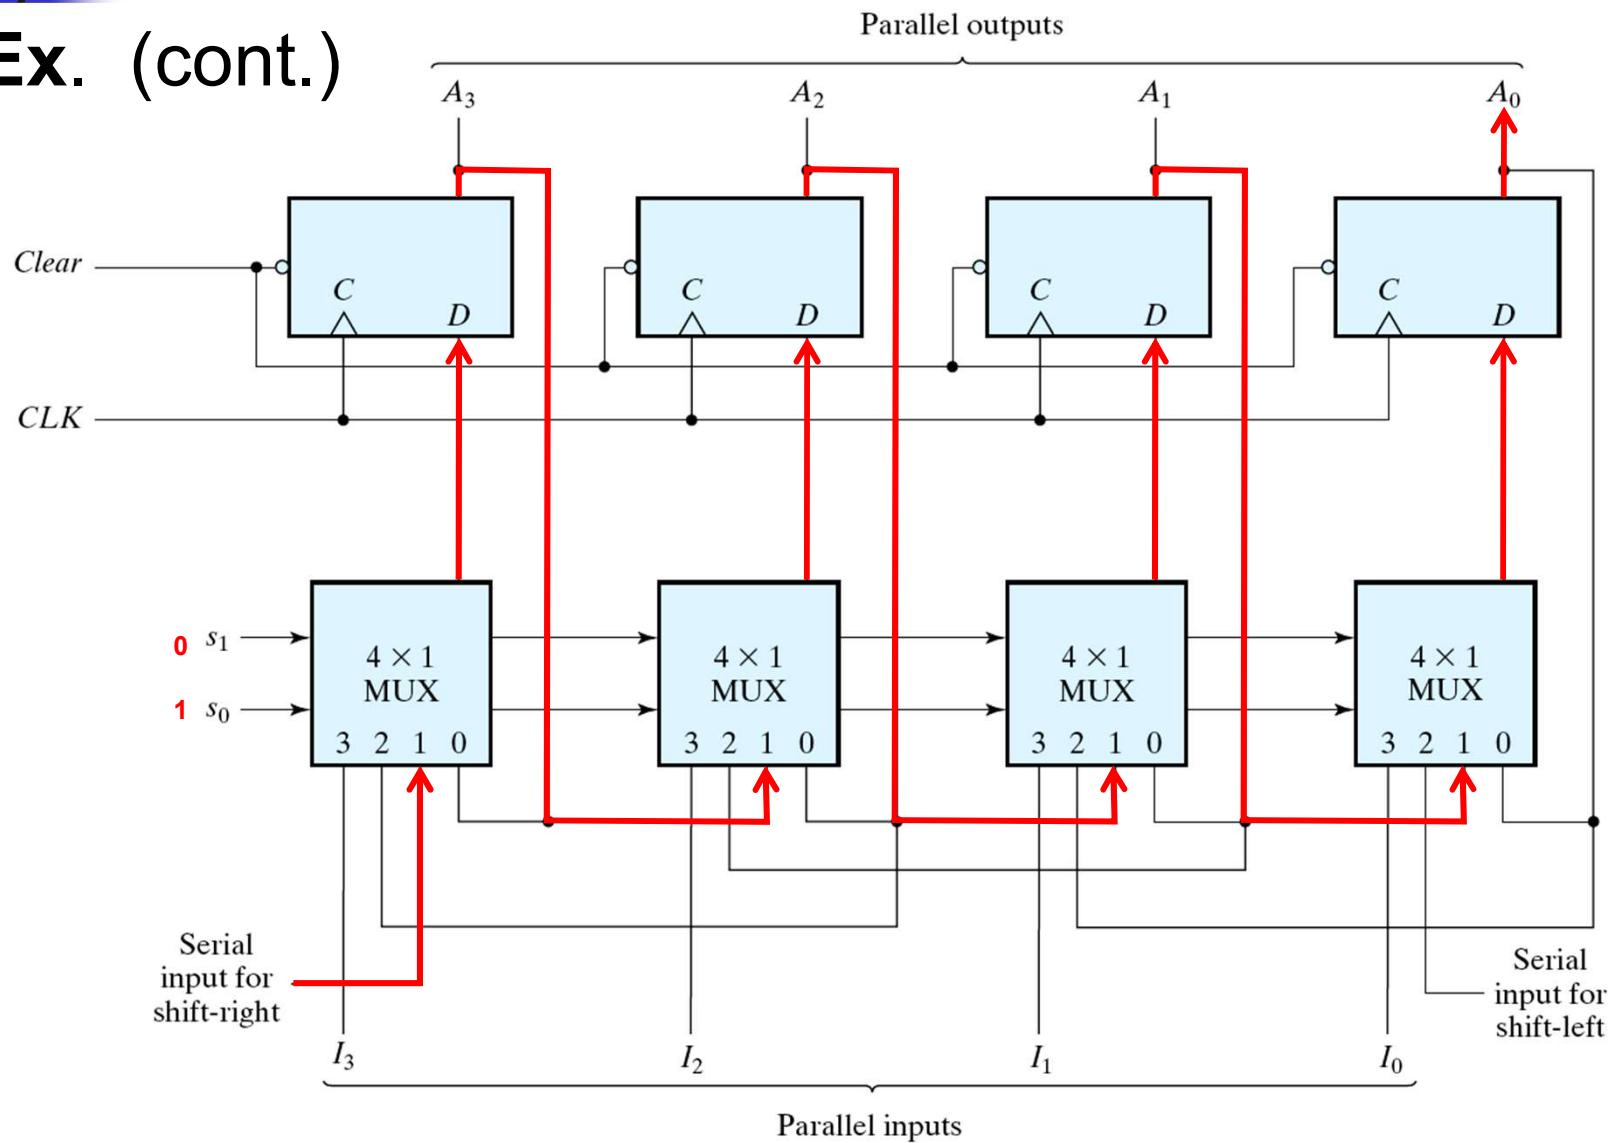 Ex. (cont.)
Parallel outputs
A3 A2 A1 A0
Clear
C D C D C D C D
CLK
0 s1
1 s0
4 × 1 4 × 1 4 × 1 4 × 1
MUX MUX MUX MUX
3 2 1 0 3 2 1 0 3 2 1 0 3 2 1 0
Serial
input for
shift-right
Serial
input for
shift-left
I3 I2 I1 I0
Parallel inputs